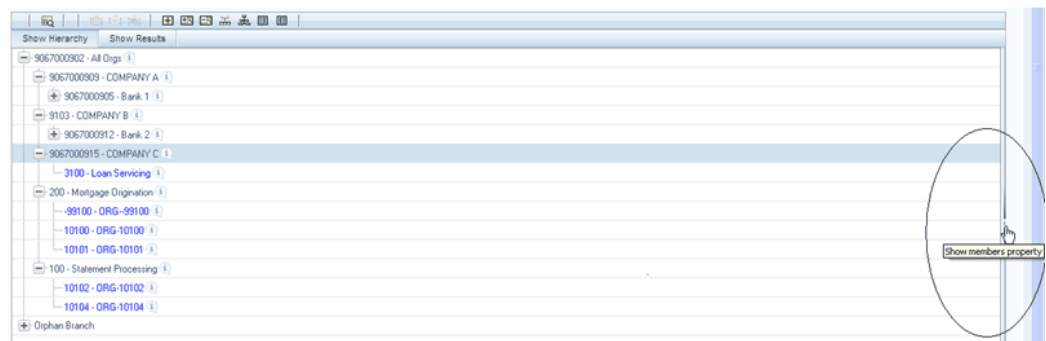 Show Hierarchy Show Results
9067000902 - All Orgs
9067000909 - COMPANY A
9067000905 - Bank 1
9103 - COMPANY B
9067000912 - Bank 2
9067000915 - COMPANY C
3100 - Loan Servicing
200 - Mortgage Origination
-99100 - ORG--99100
10100 - ORG-10100
10101 - ORG-10101
Show members property
100 - Statement Processing
10102 - ORG-10102
10104 - ORG-10104
Orphan Branch